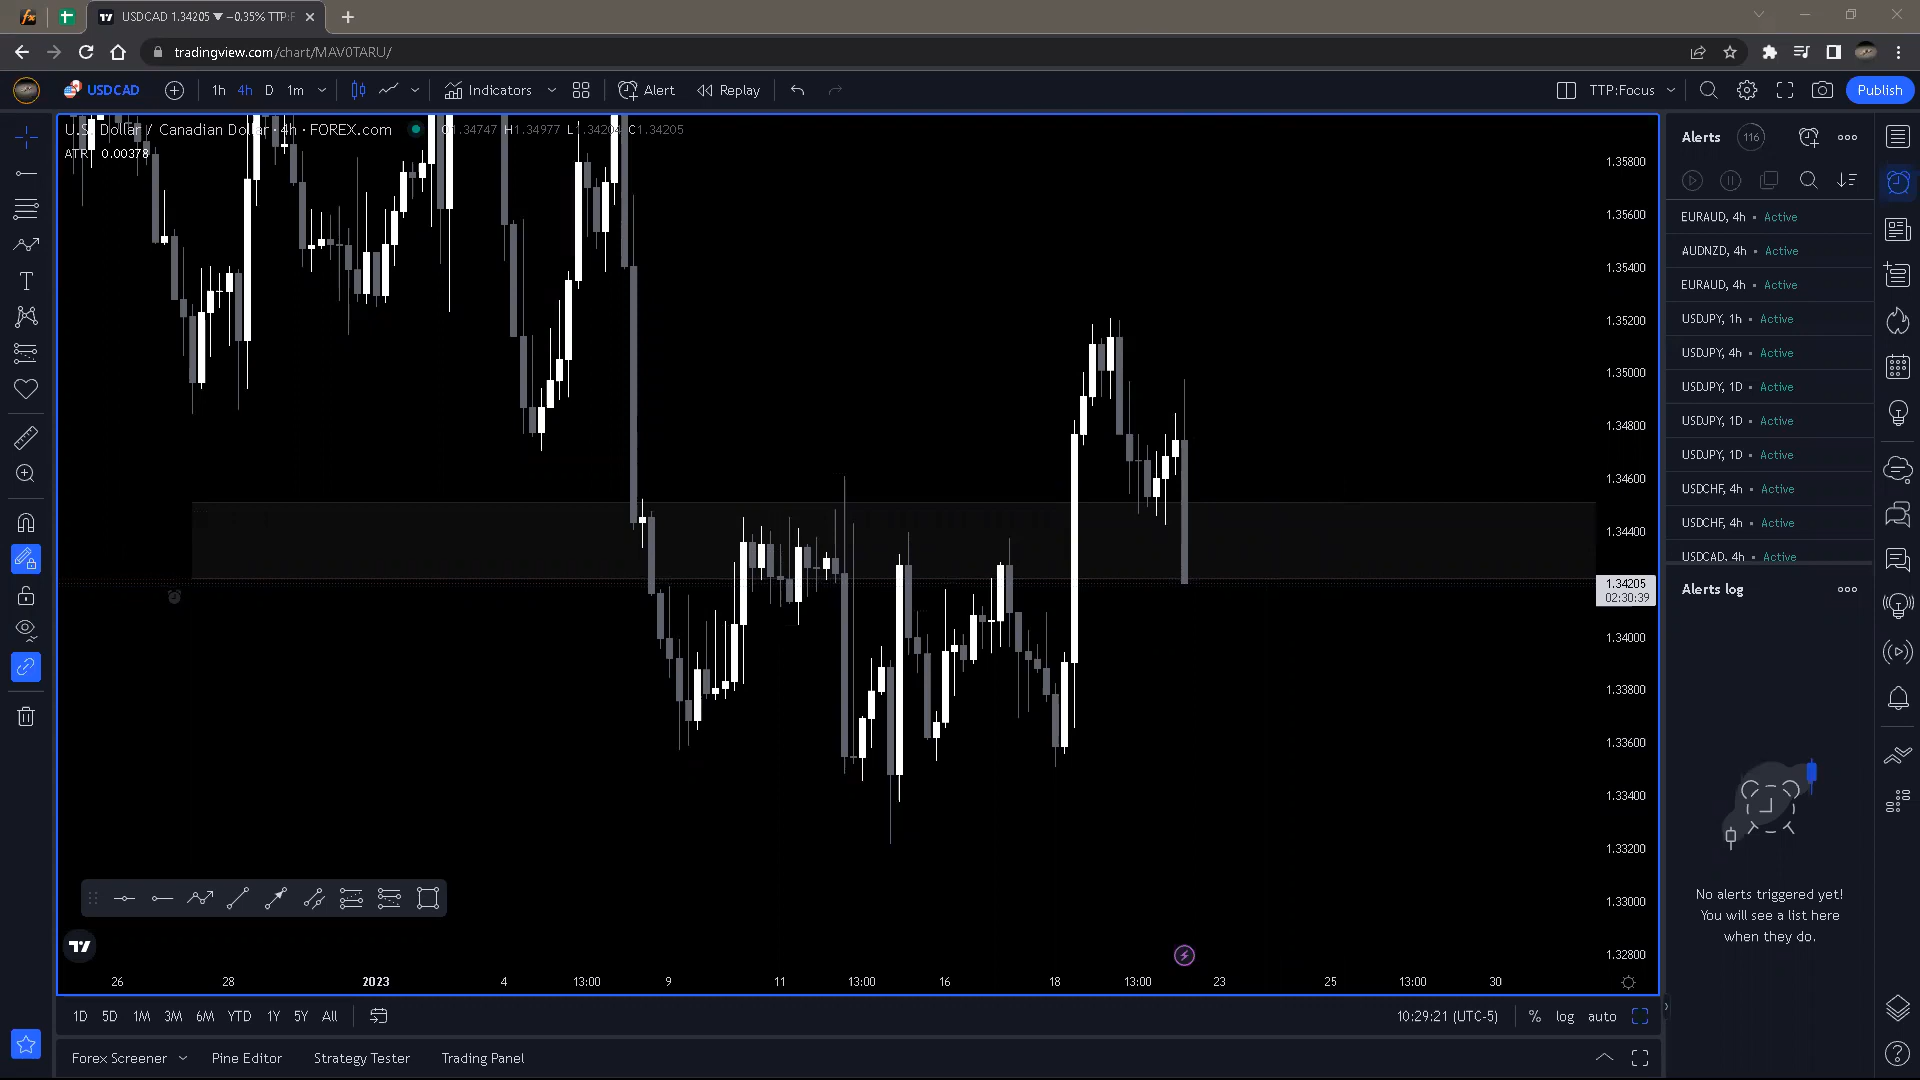 USDCAD 1.34205 ▼ −0.35% TTP:F
tradingview.com/chart/MAV0TARU/
USDCAD
1h 4h D 1m
Indicators
Alert
Replay
TTP:Focus
Publish
U.S. Dollar / Canadian Dollar · 4h · FOREX.com
O1.34747 H1.34977 L1.34204 C1.34205
ATR 0.00378
1.35800
1.35600
1.35400
1.35200
1.35000
1.34800
1.34600
1.34400
1.34205
02:30:39
1.34000
1.33800
1.33600
1.33400
1.33200
1.33000
1.32800
26 28 2023 4 13:00 9 11 13:00 16 18 13:00 23 25 13:00 30
1D 5D 1M 3M 6M YTD 1Y 5Y All
10:29:21 (UTC-5)
% log auto
Forex Screener
Pine Editor
Strategy Tester
Trading Panel
Alerts 116
EURAUD, 4h • Active
AUDNZD, 4h • Active
EURAUD, 4h • Active
USDJPY, 1h • Active
USDJPY, 4h • Active
USDJPY, 1D • Active
USDJPY, 1D • Active
USDJPY, 1D • Active
USDCHF, 4h • Active
USDCHF, 4h • Active
USDCAD, 4h • Active
Alerts log
No alerts triggered yet!
You will see a list here
when they do.